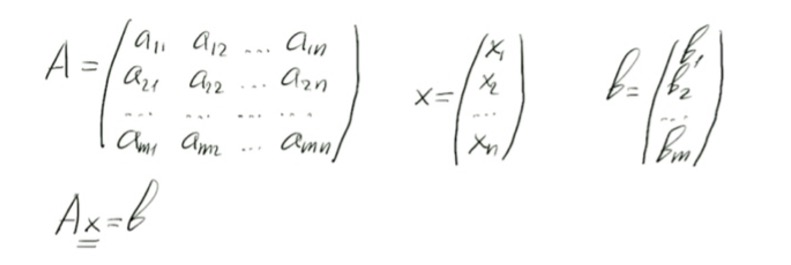 A = (a₁₁ a₁₂ ... a₁ₙ
a₂₁ a₂₂ ... a₂ₙ
... ... ... ...
aₘ₁ aₘ₂ ... aₘₙ)
x = (x₁
x₂
...
xₙ)
b = (b₁
b₂
...
bₘ)
Ax = b